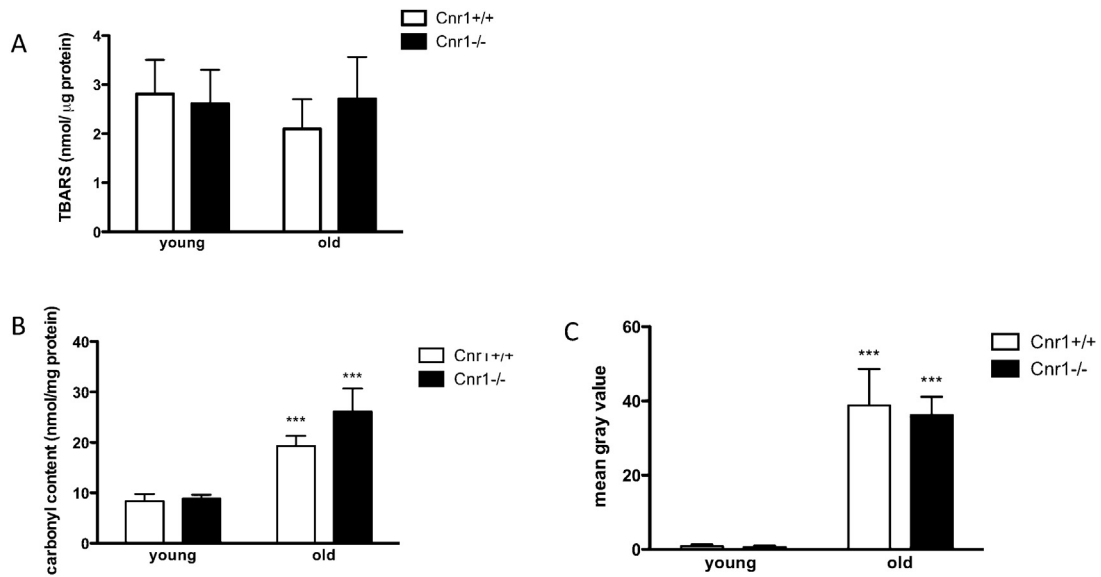 A
Cnr1+/+
Cnr1-/-
TBARS (nmol/ µg protein)
4
3
2
1
0
young
old
B
carbonyl content (nmol/mg protein)
40
30
20
10
0
***
***
young
old
Cnr1+/+
Cnr1-/-
C
mean gray value
60
40
20
0
***
***
young
old
Cnr1+/+
Cnr1-/-